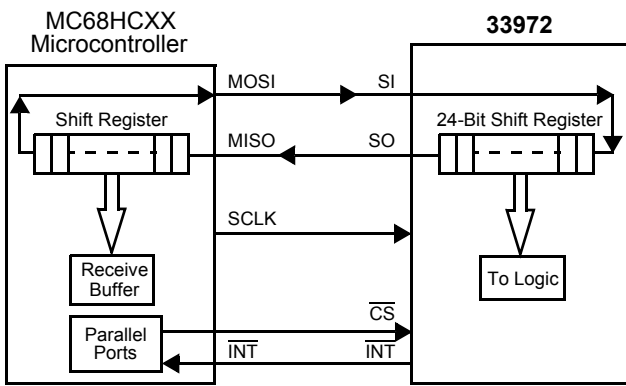 MC68HCXX
Microcontroller
33972
MOSI
SI
Shift Register
24-Bit Shift Register
MISO
SO
SCLK
Receive
Buffer
To Logic
CS
Parallel
Ports
INT
INT